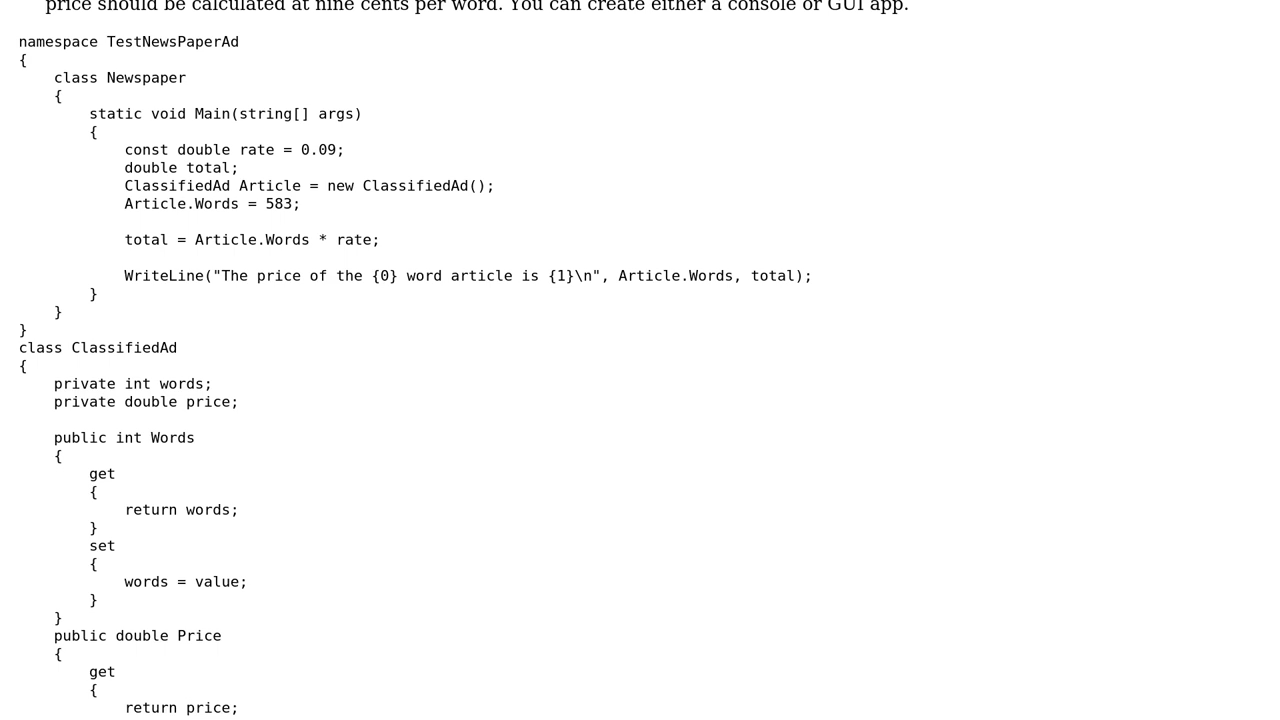 price should be calculated at nine cents per word. You can create either a console or GUI app.
namespace TestNewsPaperAd
{
    class Newspaper
    {
        static void Main(string[] args)
        {
            const double rate = 0.09;
            double total;
            ClassifiedAd Article = new ClassifiedAd();
            Article.Words = 583;

            total = Article.Words * rate;

            WriteLine("The price of the {0} word article is {1}\n", Article.Words, total);
        }
    }
}
class ClassifiedAd
{
    private int words;
    private double price;

    public int Words
    {
        get
        {
            return words;
        }
        set
        {
            words = value;
        }
    }
    public double Price
    {
        get
        {
            return price;